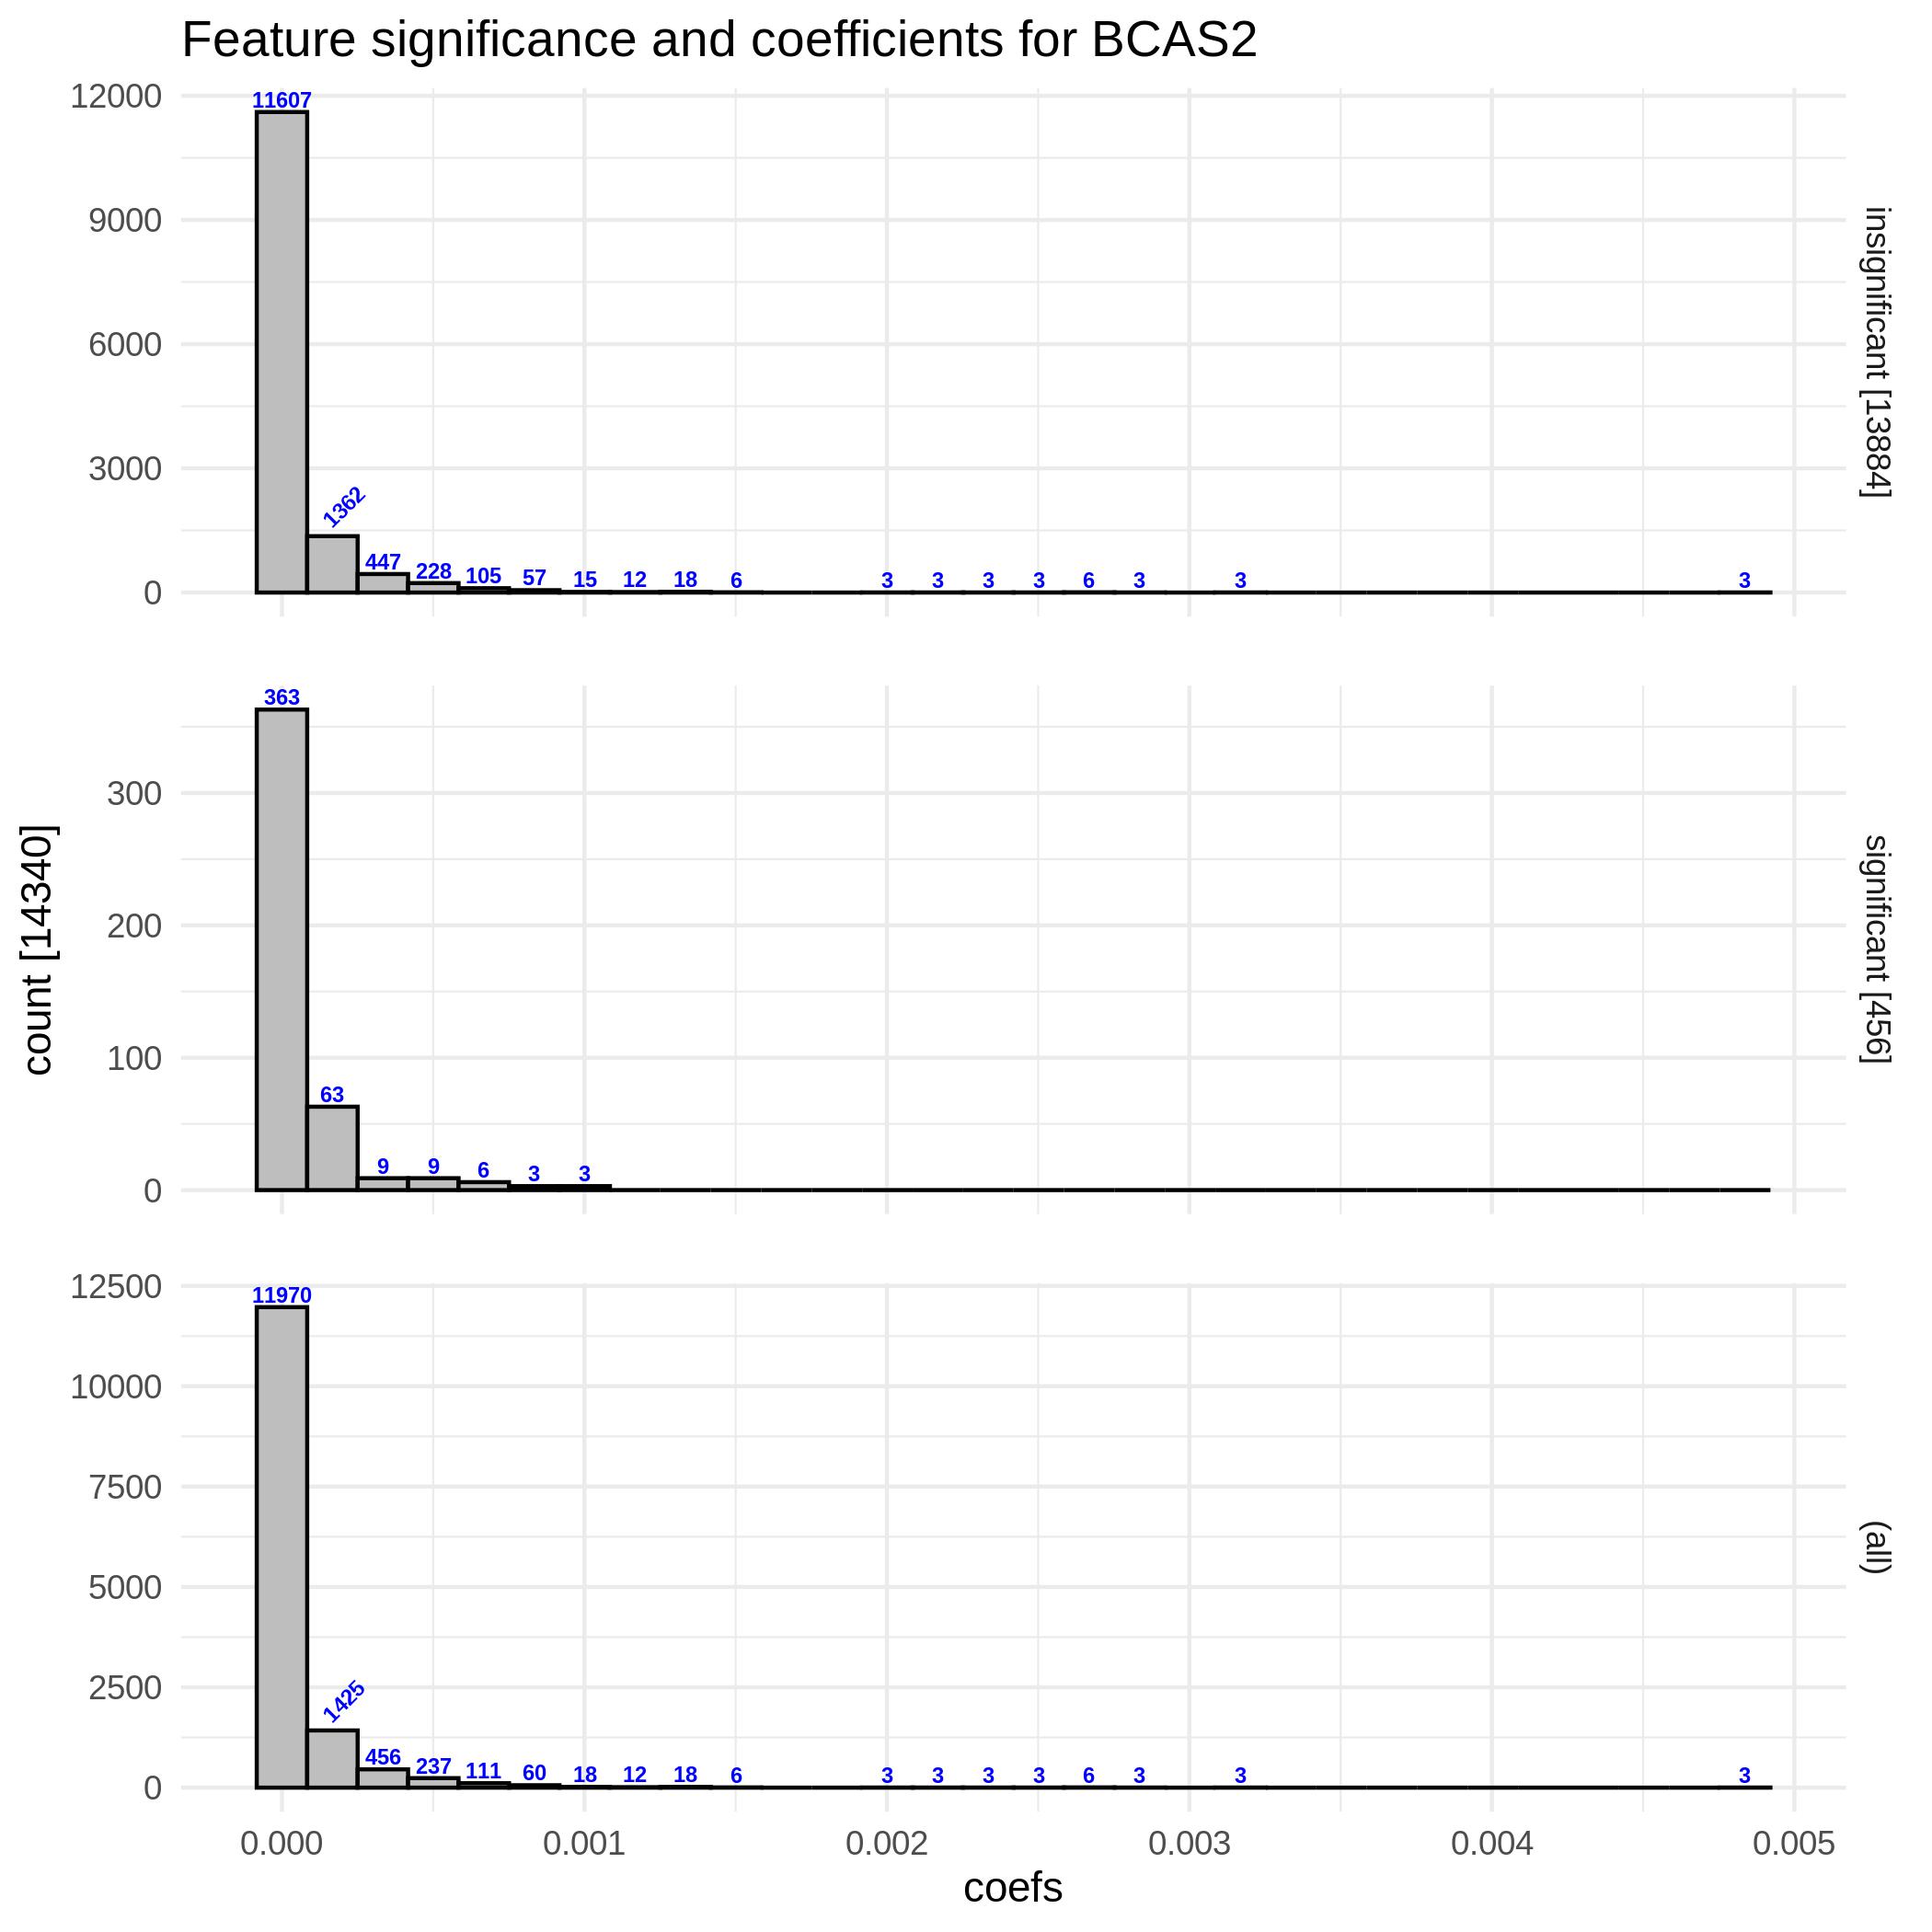 Feature significance and coefficients for BCAS2
12000
9000
6000
3000
0
11607
1362
447 228 105 57 15 12 18 6 3 3 3 3 6 3 3 3
insignificant [13884]
count [14340]
300
200
100
0
363
63
9 9 6 3 3
significant [456]
12500
10000
7500
5000
2500
0
11970
1425
456 237 111 60 18 12 18 6 3 3 3 3 6 3 3 3
(all)
0.000 0.001 0.002 0.003 0.004 0.005
coefs